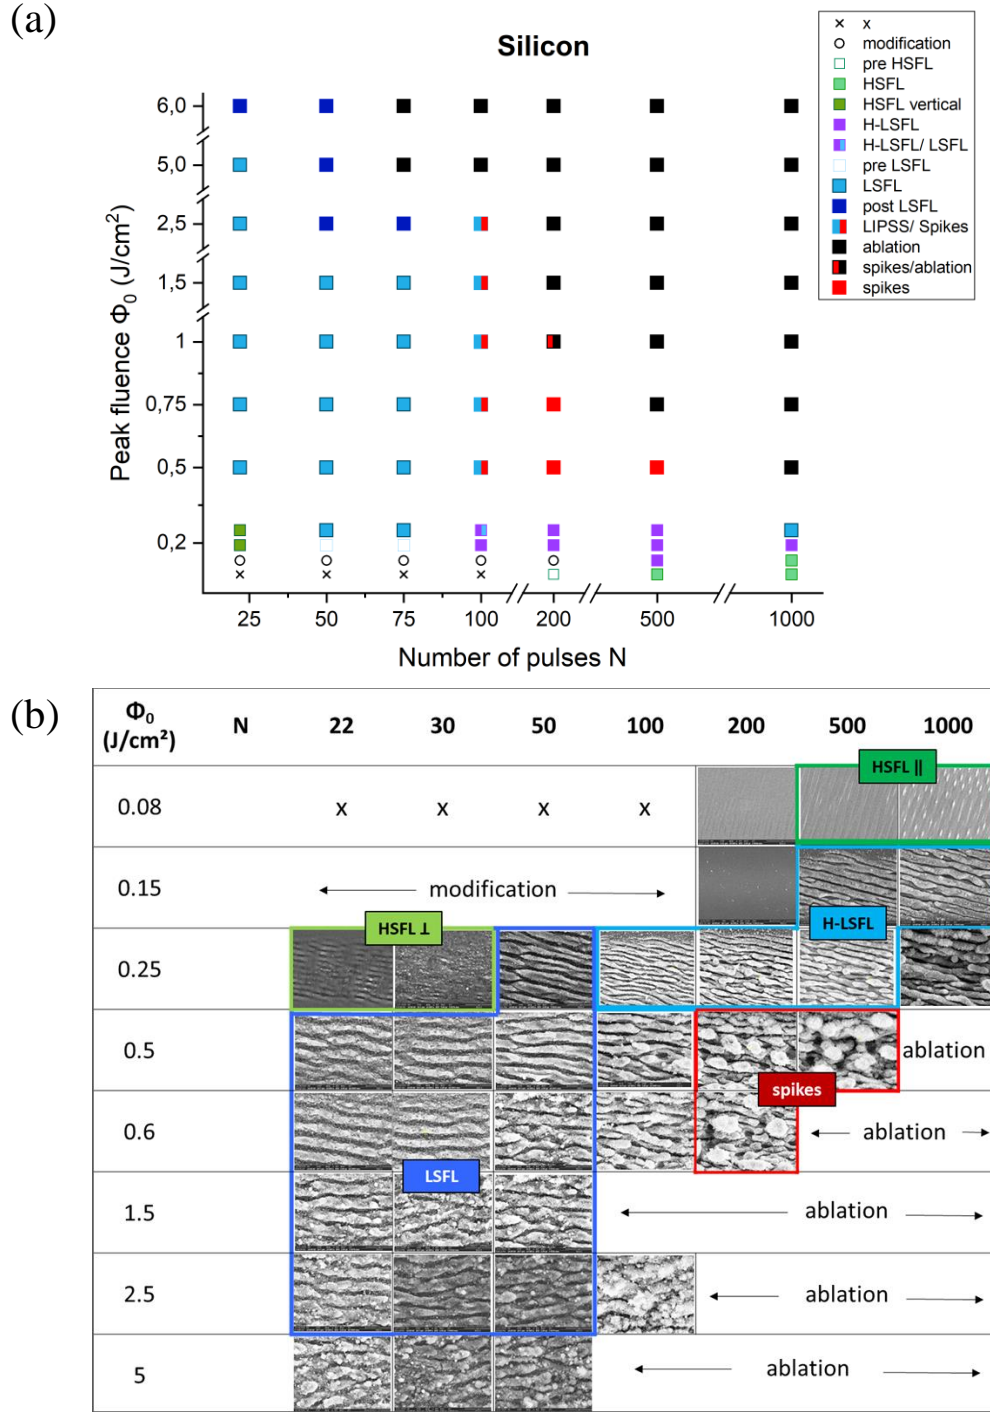 (a)
Silicon
× x
modification
pre HSFL
HSFL
HSFL vertical
H-LSFL
H-LSFL/ LSFL
pre LSFL
LSFL
post LSFL
LIPSS/ Spikes
ablation
spikes/ablation
spikes
Peak fluence Φ₀ (J/cm²)
6,0
5,0
2,5
1,5
1
0,75
0,5
0,2
25 50 75 100 200 500 1000
Number of pulses N
(b)
Φ₀ (J/cm²) N 22 30 50 100 200 500 1000
HSFL ||
0.08 x x x x
0.15 modification
HSFL ⊥ H-LSFL
0.25
0.5 ablation
spikes
0.6 ablation
LSFL
1.5 ablation
2.5 ablation
5 ablation